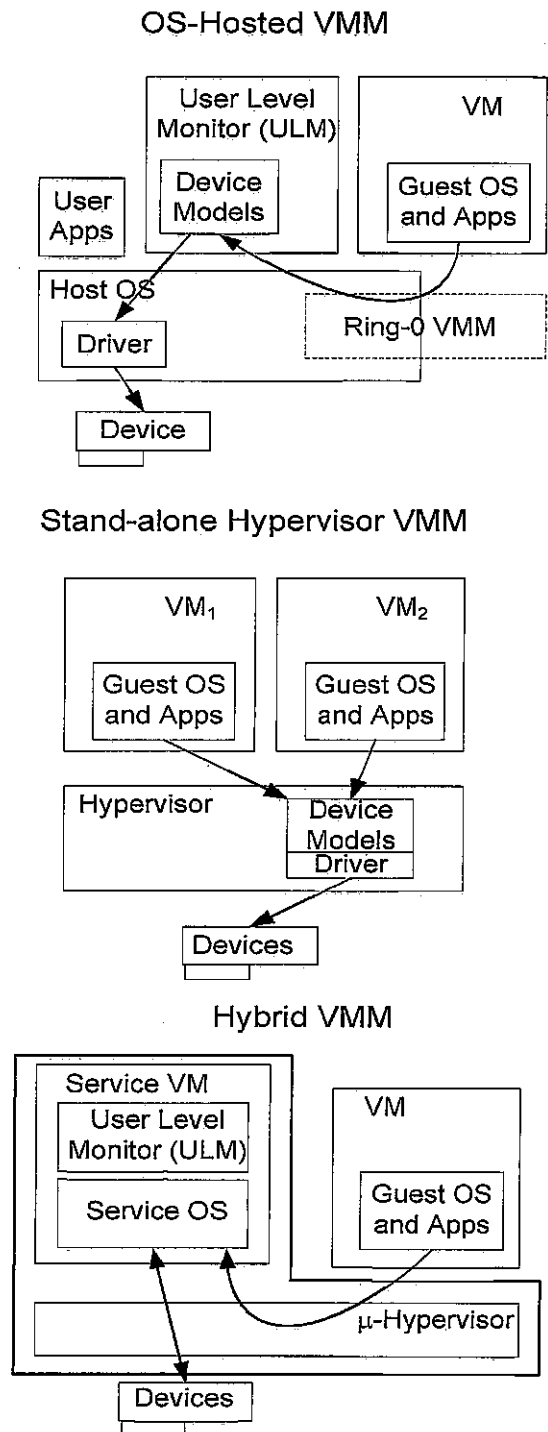 OS-Hosted VMM
User Level
Monitor (ULM)
VM
Device
Models
Guest OS
and Apps
User
Apps
Host OS
Ring-0 VMM
Driver
Device
Stand-alone Hypervisor VMM
VM1
VM2
Guest OS
and Apps
Guest OS
and Apps
Hypervisor
Device
Models
Driver
Devices
Hybrid VMM
Service VM
User Level
Monitor (ULM)
Service OS
VM
Guest OS
and Apps
μ-Hypervisor
Devices